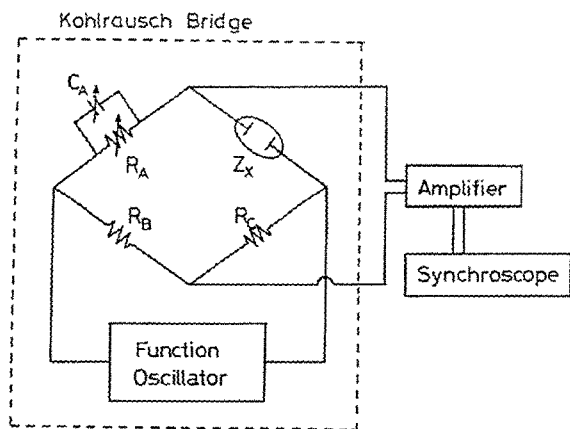 Kohlrausch Bridge
C_A
R_A
Z_X
R_B
R_C
Amplifier
Synchroscope
Function
Oscillator